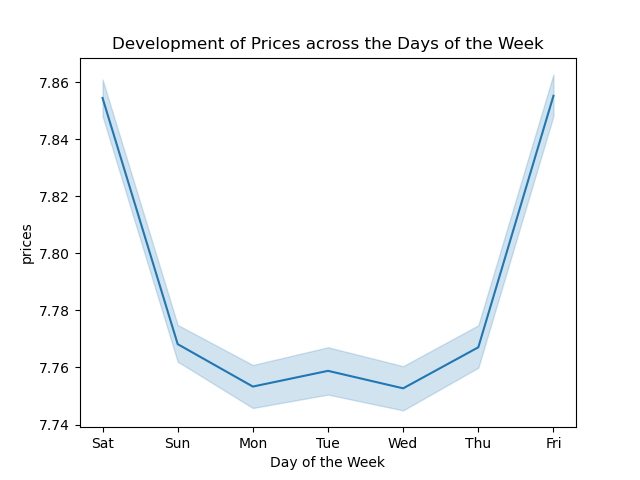 Development of Prices across the Days of the Week
7.86
7.84
7.82
7.80
7.78
7.76
7.74
prices
Sat Sun Mon Tue Wed Thu Fri
Day of the Week